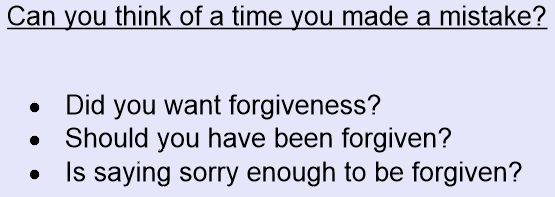 Can you think of a time you made a mistake?
• Did you want forgiveness?
• Should you have been forgiven?
• Is saying sorry enough to be forgiven?